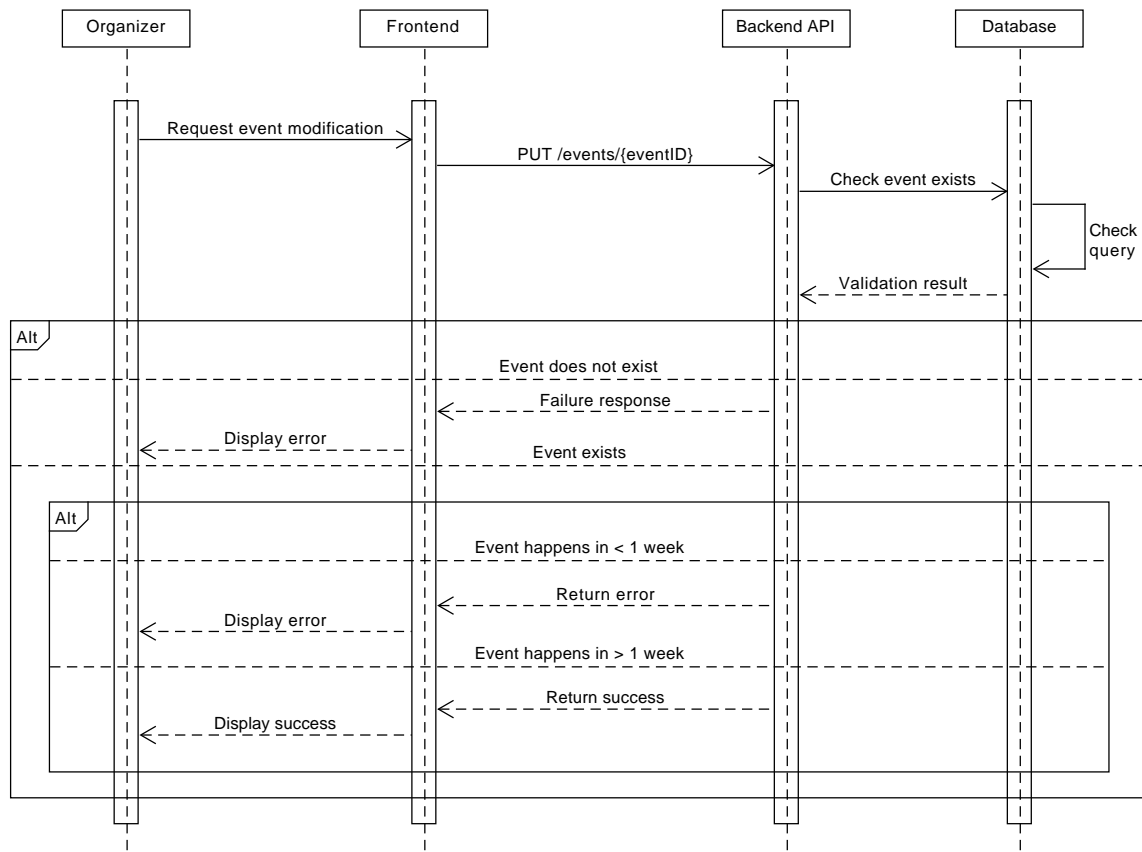 Organizer
Frontend
Backend API
Database
Request event modification
PUT /events/{eventID}
Check event exists
Check
query
Validation result
Alt
Event does not exist
Failure response
Display error
Event exists
Alt
Event happens in < 1 week
Return error
Display error
Event happens in > 1 week
Return success
Display success